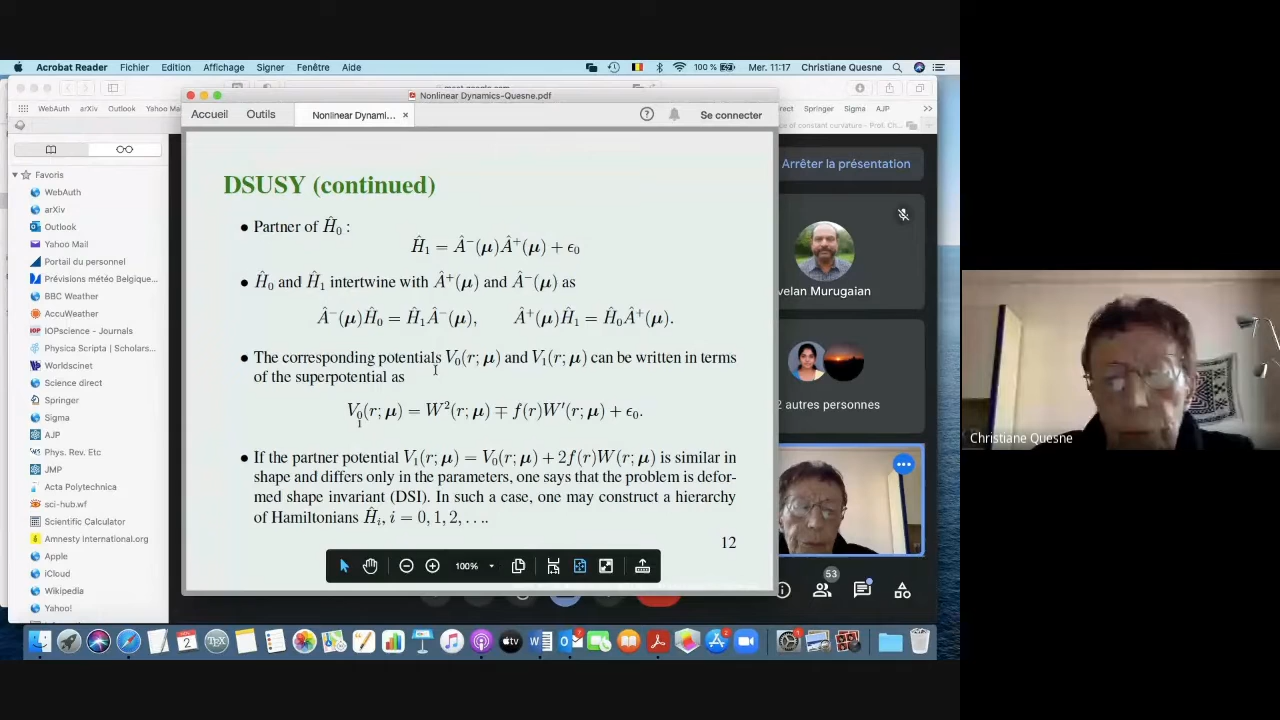 Acrobat Reader Fichier Edition Affichage Signer Fenêtre Aide 100 % Mer. 11:17 Christiane Quesne
Nonlinear Dynamics-Quesne.pdf
WebAuth arXiv Outlook Yahoo Ma
rect Springer Sigma AJP >>
Accueil Outils Nonlinear Dynami... × Se connecter
Favoris
WebAuth
arXiv
Outlook
Yahoo Mail
Portail du personnel
Prévisions météo Belgique...
BBC Weather
AccuWeather
IOPscience - Journals
Physica Scripta | Scholars...
Worldscinet
Science direct
Springer
Sigma
AJP
Phys. Rev. Etc
JMP
Acta Polytechnica
sci-hub.wf
Scientific Calculator
Amnesty international.org
Apple
iCloud
Wikipedia
Yahoo!
DSUSY (continued)
• Partner of Ĥ₀ :
Ĥ₁ = Â⁻(μ)Â⁺(μ) + ϵ₀
• Ĥ₀ and Ĥ₁ intertwine with Â⁺(μ) and Â⁻(μ) as
Â⁻(μ)Ĥ₀ = Ĥ₁Â⁻(μ), Â⁺(μ)Ĥ₁ = Ĥ₀Â⁺(μ).
• The corresponding potentials V₀(r; μ) and V₁(r; μ) can be written in terms
of the superpotential as
V₀(r; μ) = W²(r; μ) ∓ f(r)W′(r; μ) + ϵ₀.
1
• If the partner potential V₁(r; μ) = V₀(r; μ) + 2f(r)W(r; μ) is similar in
shape and differs only in the parameters, one says that the problem is defor-
med shape invariant (DSI). In such a case, one may construct a hierarchy
of Hamiltonians Ĥᵢ, i = 0, 1, 2, . . ..
12
100%
Arrêter la présentation
velan Murugaian
2 autres personnes
53
Christiane Quesne